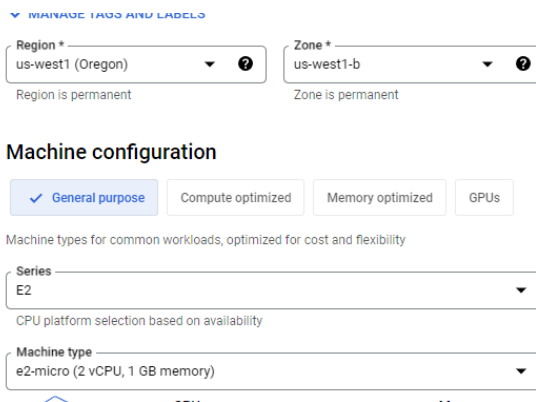 MANAGE TAGS AND LABELS
Region * Zone *
us-west1 (Oregon) us-west1-b
Region is permanent Zone is permanent
Machine configuration
General purpose Compute optimized Memory optimized GPUs
Machine types for common workloads, optimized for cost and flexibility
Series
E2
CPU platform selection based on availability
Machine type
e2-micro (2 vCPU, 1 GB memory)